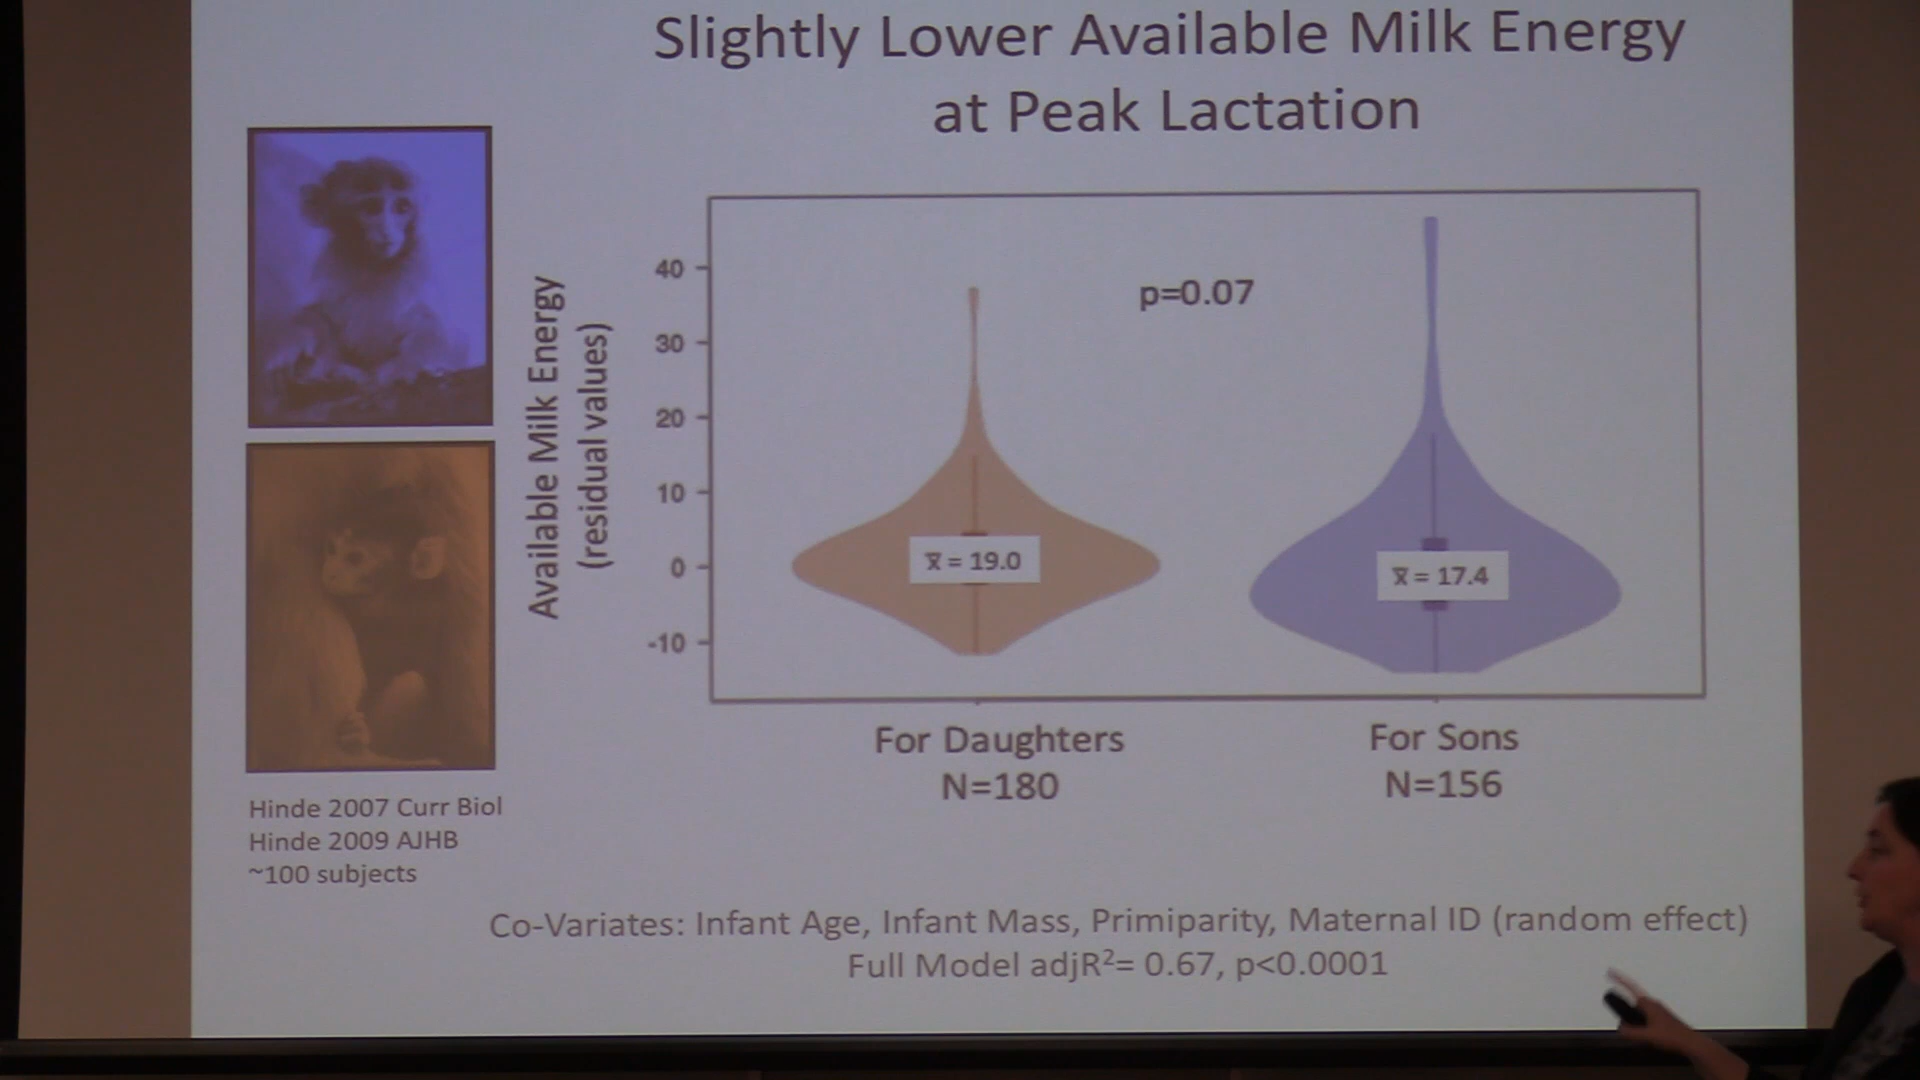 Slightly Lower Available Milk Energy
at Peak Lactation
Available Milk Energy
(residual values)
40
30
20
10
0
-10
p=0.07
x̄ = 19.0
x̄ = 17.4
For Daughters
N=180
For Sons
N=156
Hinde 2007 Curr Biol
Hinde 2009 AJHB
~100 subjects
Co-Variates: Infant Age, Infant Mass, Primiparity, Maternal ID (random effect)
Full Model adjR²= 0.67, p<0.0001